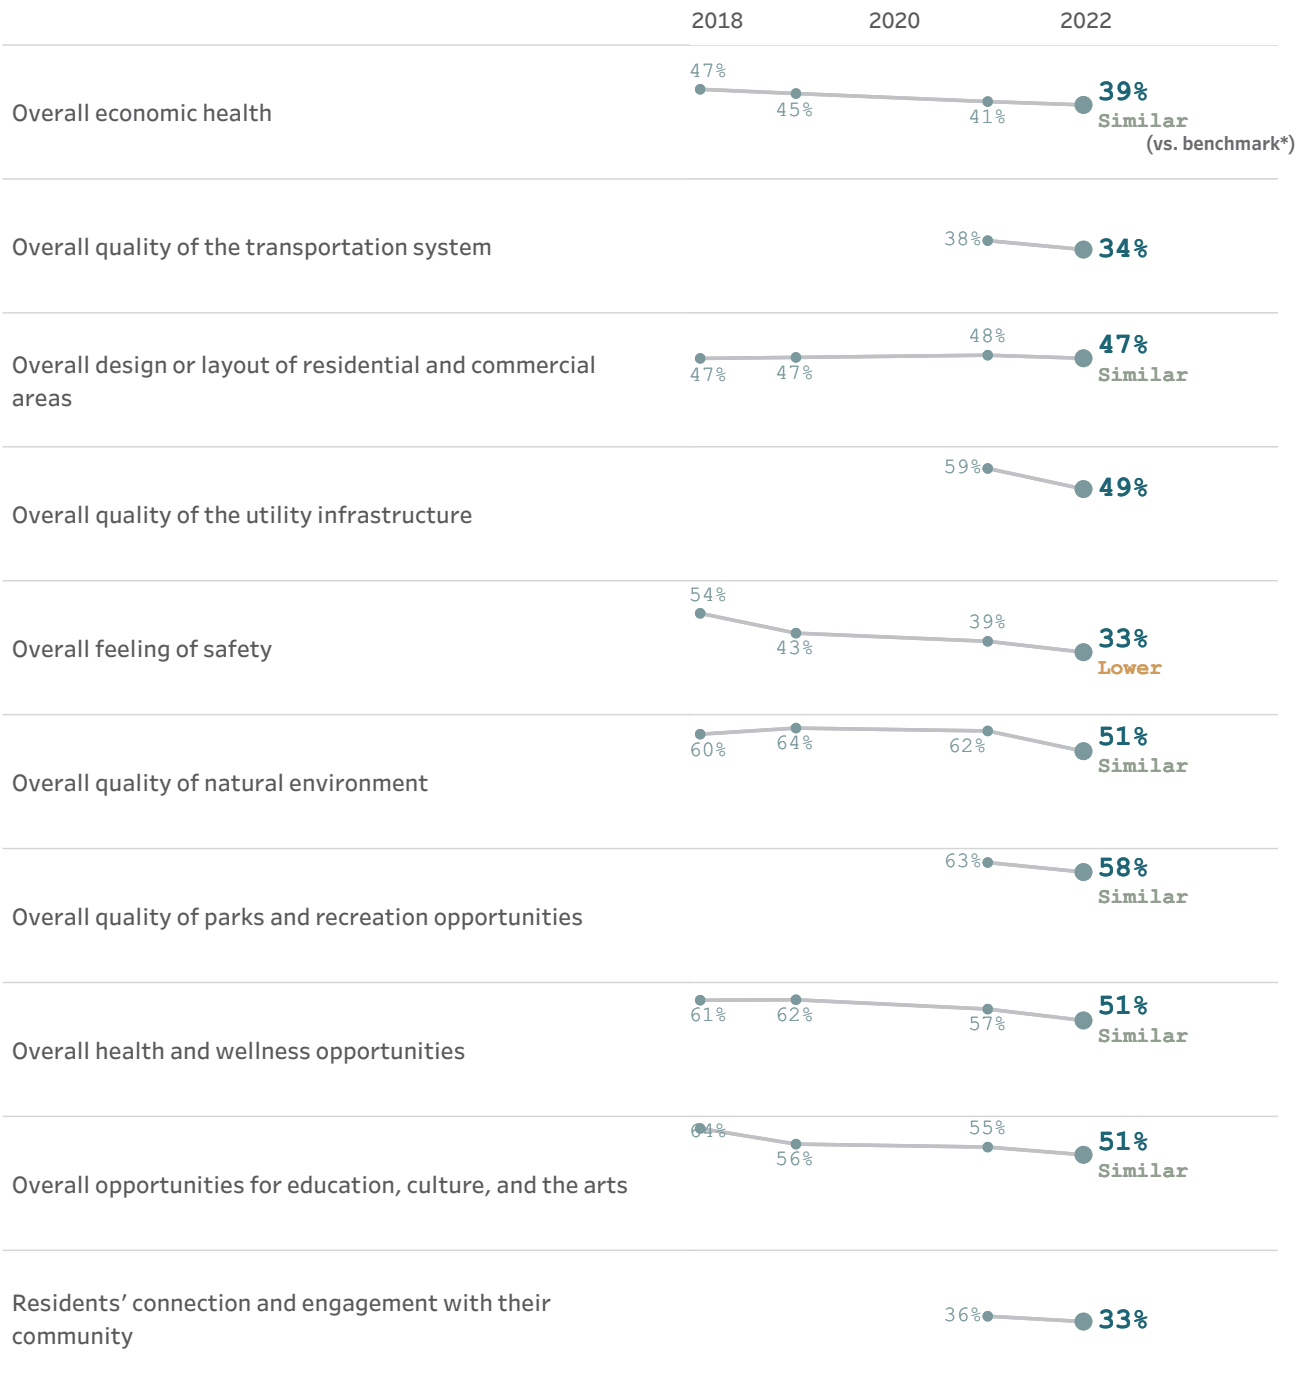 2018 2020 2022
47%
39%
45%
41%
Overall economic health
Similar
(vs. benchmark*)
38%
Overall quality of the transportation system
34%
48%
47%
Overall design or layout of residential and commercial
areas
47%
47%
Similar
59%
49%
Overall quality of the utility infrastructure
54%
39%
33%
43%
Overall feeling of safety
Lower
51%
60%
64%
62%
Similar
Overall quality of natural environment
63%
58%
Similar
Overall quality of parks and recreation opportunities
51%
61%
62%
57%
Similar
Overall health and wellness opportunities
64%
55%
51%
56%
Similar
Overall opportunities for education, culture, and the arts
Residents’ connection and engagement with their
community
36%
33%